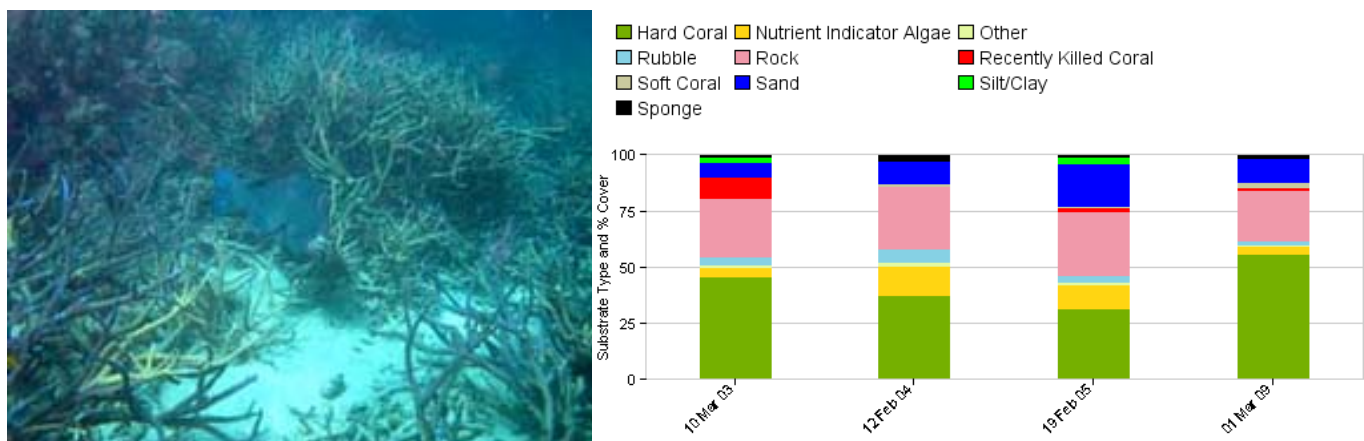 Hard Coral Nutrient Indicator Algae Other
Rubble Rock Recently Killed Coral
Soft Coral Sand Silt/Clay
Sponge
Substrate Type and % Cover
100
75
50
25
0
10 Mar 03 12 Feb 04 19 Feb 05 01 Mar 09